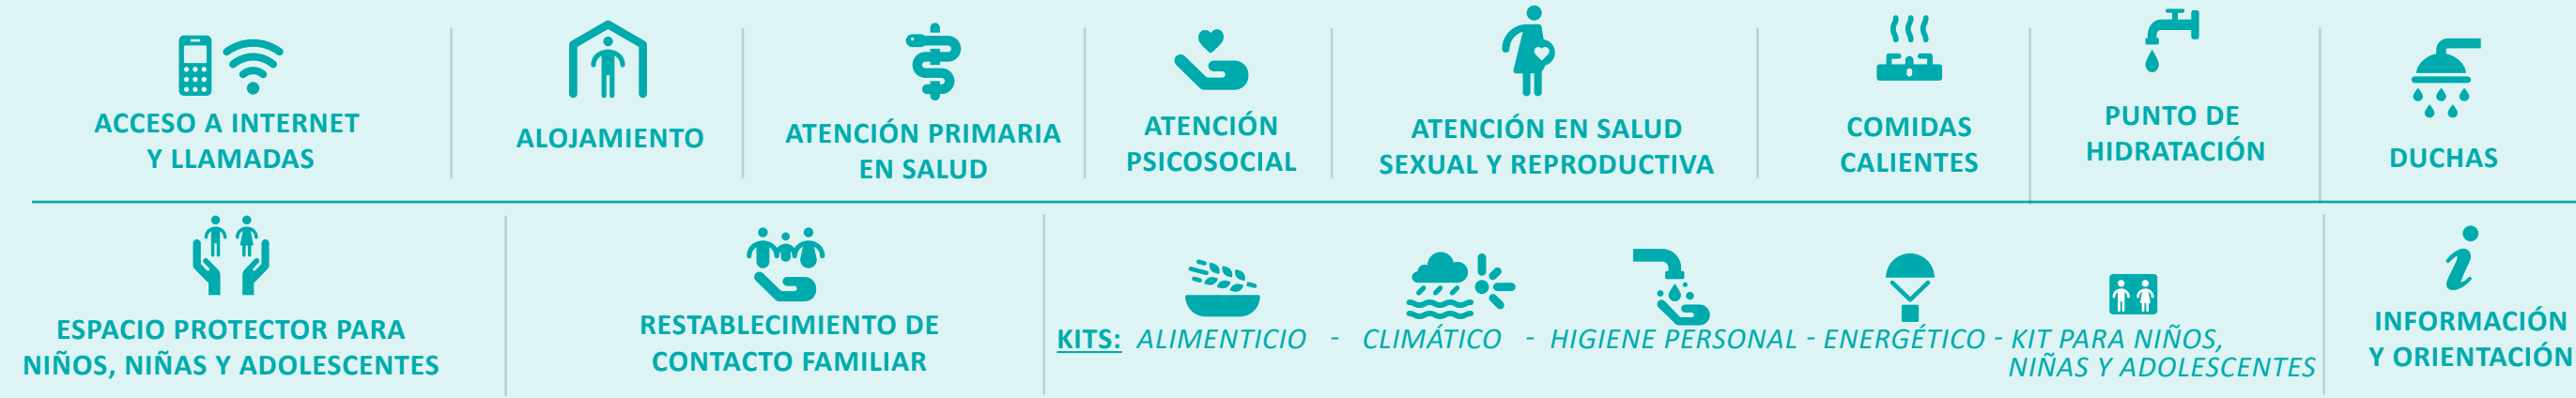 ACCESO A INTERNET
Y LLAMADAS
ALOJAMIENTO
ATENCIÓN PRIMARIA
EN SALUD
ATENCIÓN
PSICOSOCIAL
ATENCIÓN EN SALUD
SEXUAL Y REPRODUCTIVA
COMIDAS
CALIENTES
PUNTO DE
HIDRATACIÓN
DUCHAS
ESPACIO PROTECTOR PARA
NIÑOS, NIÑAS Y ADOLESCENTES
RESTABLECIMIENTO DE
CONTACTO FAMILIAR
KITS: ALIMENTICIO - CLIMÁTICO - HIGIENE PERSONAL - ENERGÉTICO - KIT PARA NIÑOS,
NIÑAS Y ADOLESCENTES
INFORMACIÓN
Y ORIENTACIÓN